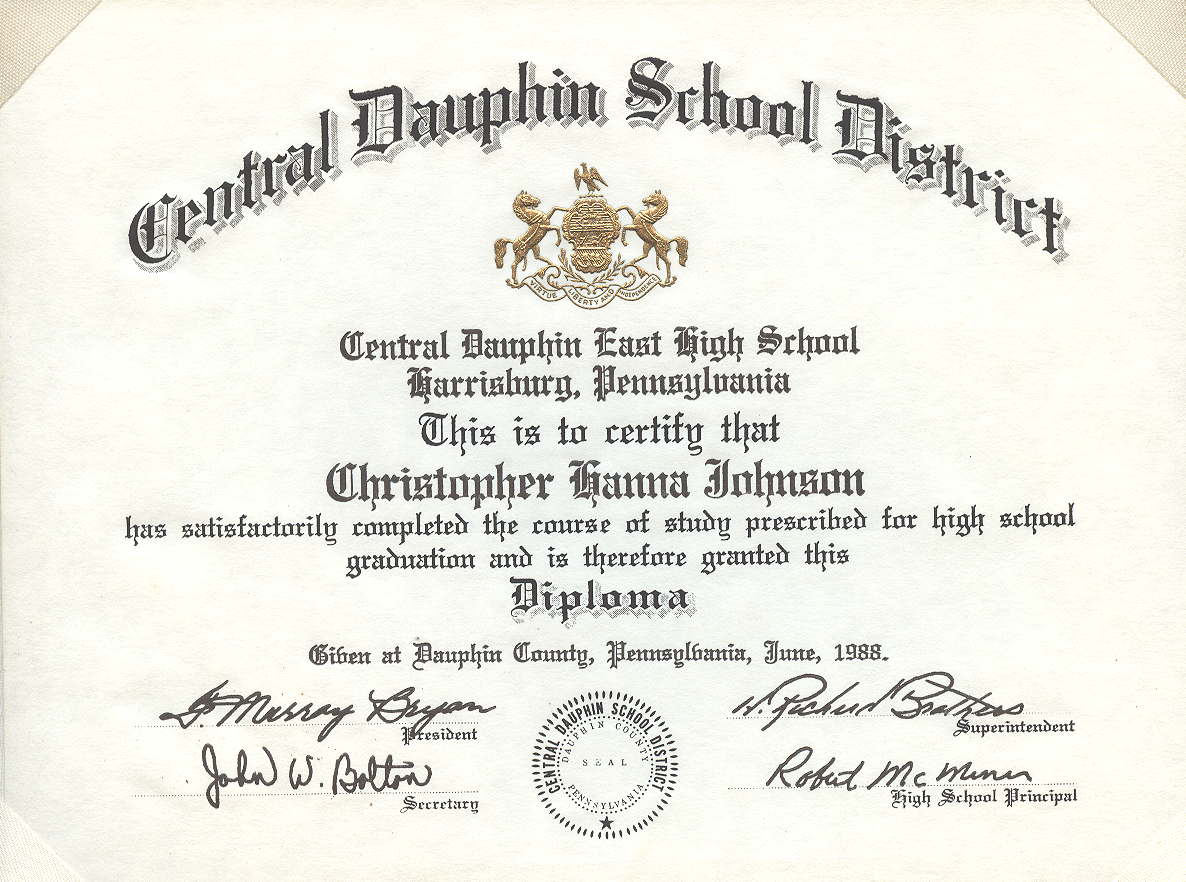 Central Dauphin School District
VIRTUE LIBERTY AND INDEPENDENCE
Central Dauphin East High School
Harrisburg, Pennsylvania
This is to certify that
Christopher Hanna Johnson
has satisfactorily completed the course of study prescribed for high school
graduation and is therefore granted this
Diploma
Given at Dauphin County, Pennsylvania, June, 1988.
Murray Bryan
President
W. Richard Brothers
Superintendent
John W. Bolton
Secretary
Robert Mc
High School Principal
CENTRAL DAUPHIN SCHOOL DISTRICT
DAUPHIN COUNTY
SEAL
PENNSYLVANIA